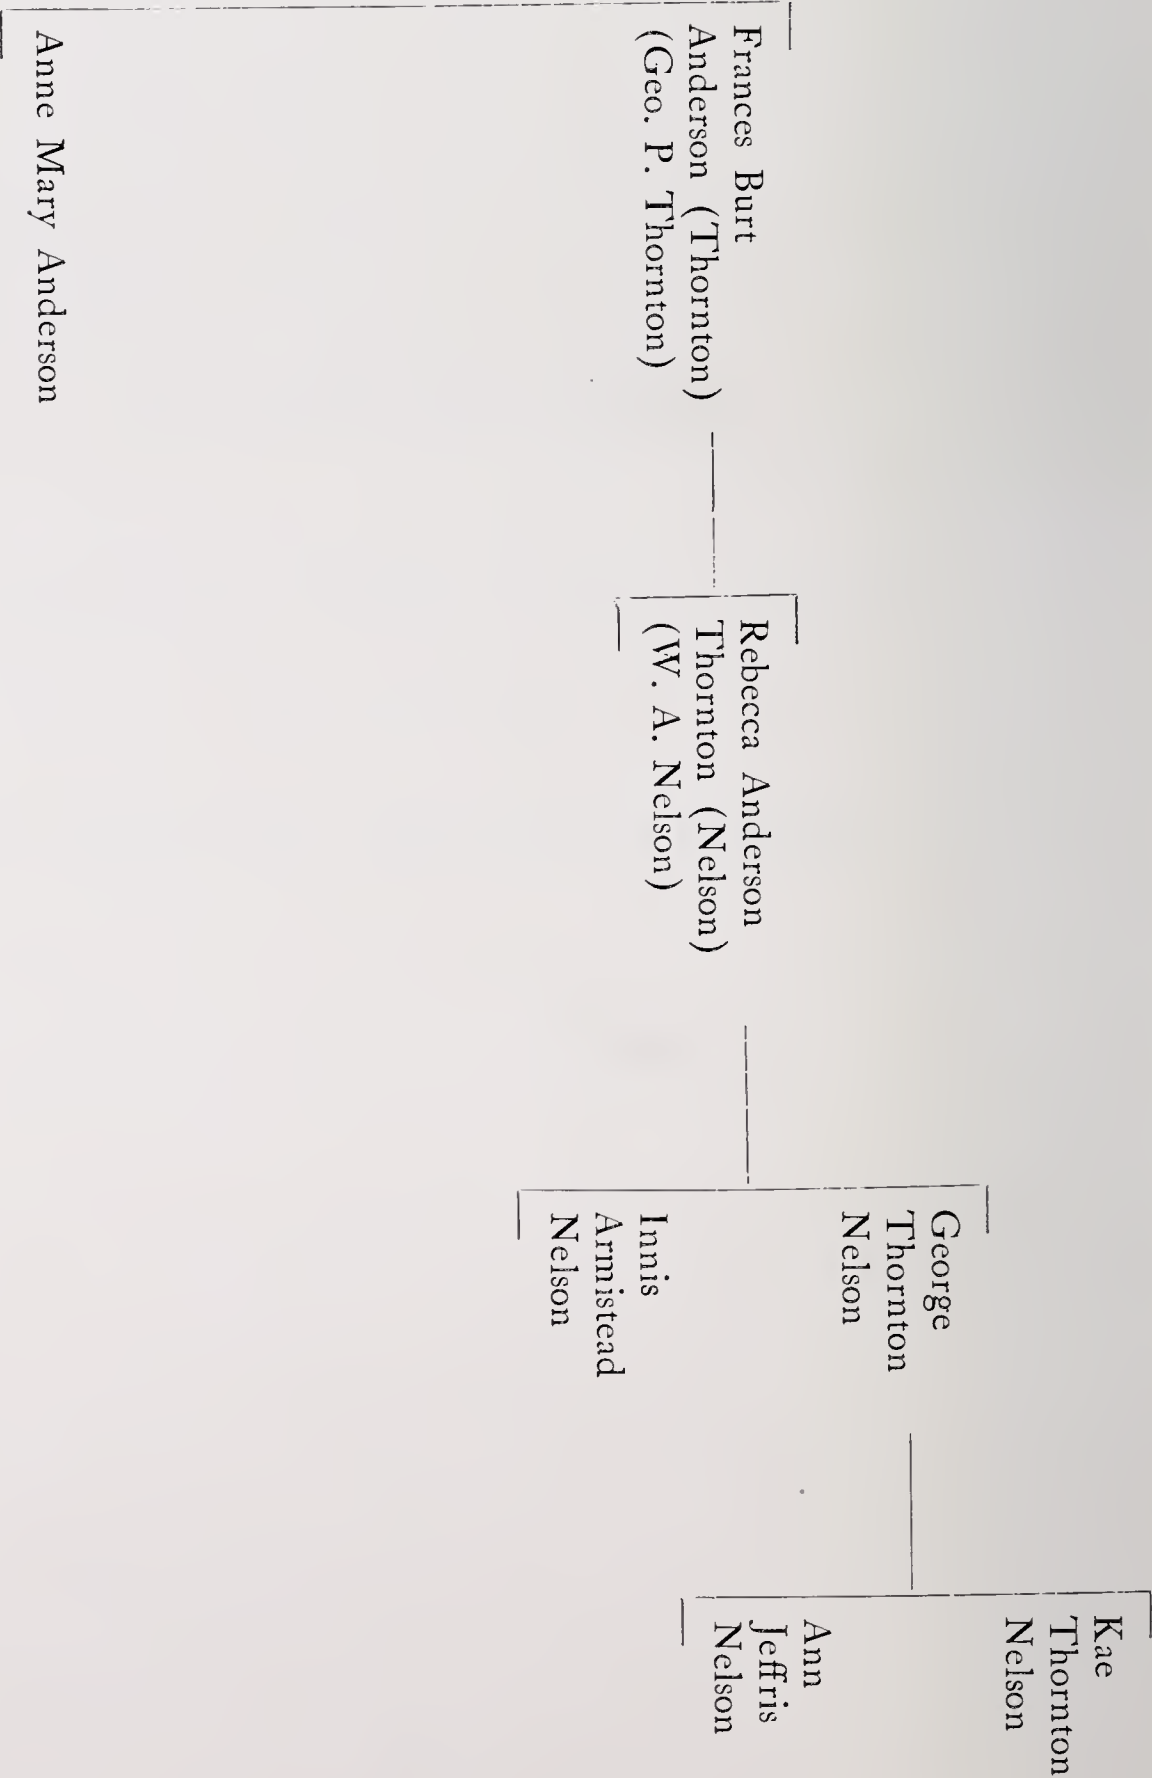 Frances Burt
Anderson (Thornton)
(Geo. P. Thornton)
Rebecca Anderson
Thornton (Nelson)
(W. A. Nelson)
George
Thornton
Nelson
Kae
Thornton
Nelson
Ann
Jeffris
Nelson
Innis
Armistead
Nelson
Anne Mary Anderson